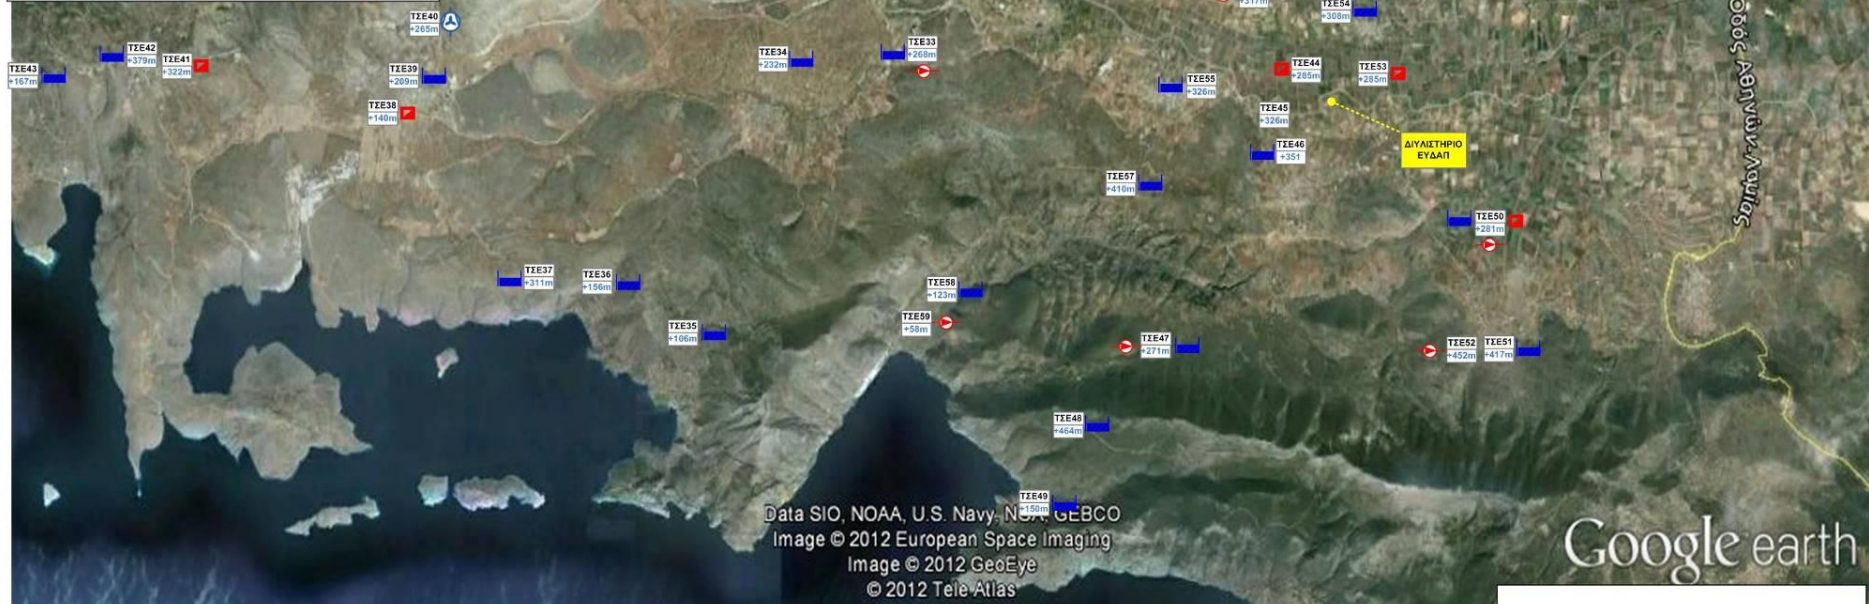 +317m
ΤΣΕ54
+308m
ΤΣΕ40
+265m
ΤΣΕ42
+379m
ΤΣΕ41
+322m
ΤΣΕ43
+167m
ΤΣΕ39
+209m
ΤΣΕ38
+140m
ΤΣΕ34
+232m
ΤΣΕ33
+268m
ΤΣΕ55
+326m
ΤΣΕ44
+285m
ΤΣΕ53
+285m
ΤΣΕ45
+326m
ΤΣΕ46
+351
ΔΙΥΛΙΣΤΗΡΙΟ
ΕΥΔΑΠ
Οδός Αθηνών-Λαμίας
ΤΣΕ57
+410m
ΤΣΕ50
+281m
ΤΣΕ37
+311m
ΤΣΕ36
+156m
ΤΣΕ58
+123m
ΤΣΕ59
+58m
ΤΣΕ35
+106m
ΤΣΕ47
+271m
ΤΣΕ52
+452m
ΤΣΕ51
+417m
ΤΣΕ48
+464m
ΤΣΕ49
+150m
Data SIO, NOAA, U.S. Navy, NGA, GEBCO
Image © 2012 European Space Imaging
Image © 2012 GeoEye
© 2012 Tele Atlas
Google earth